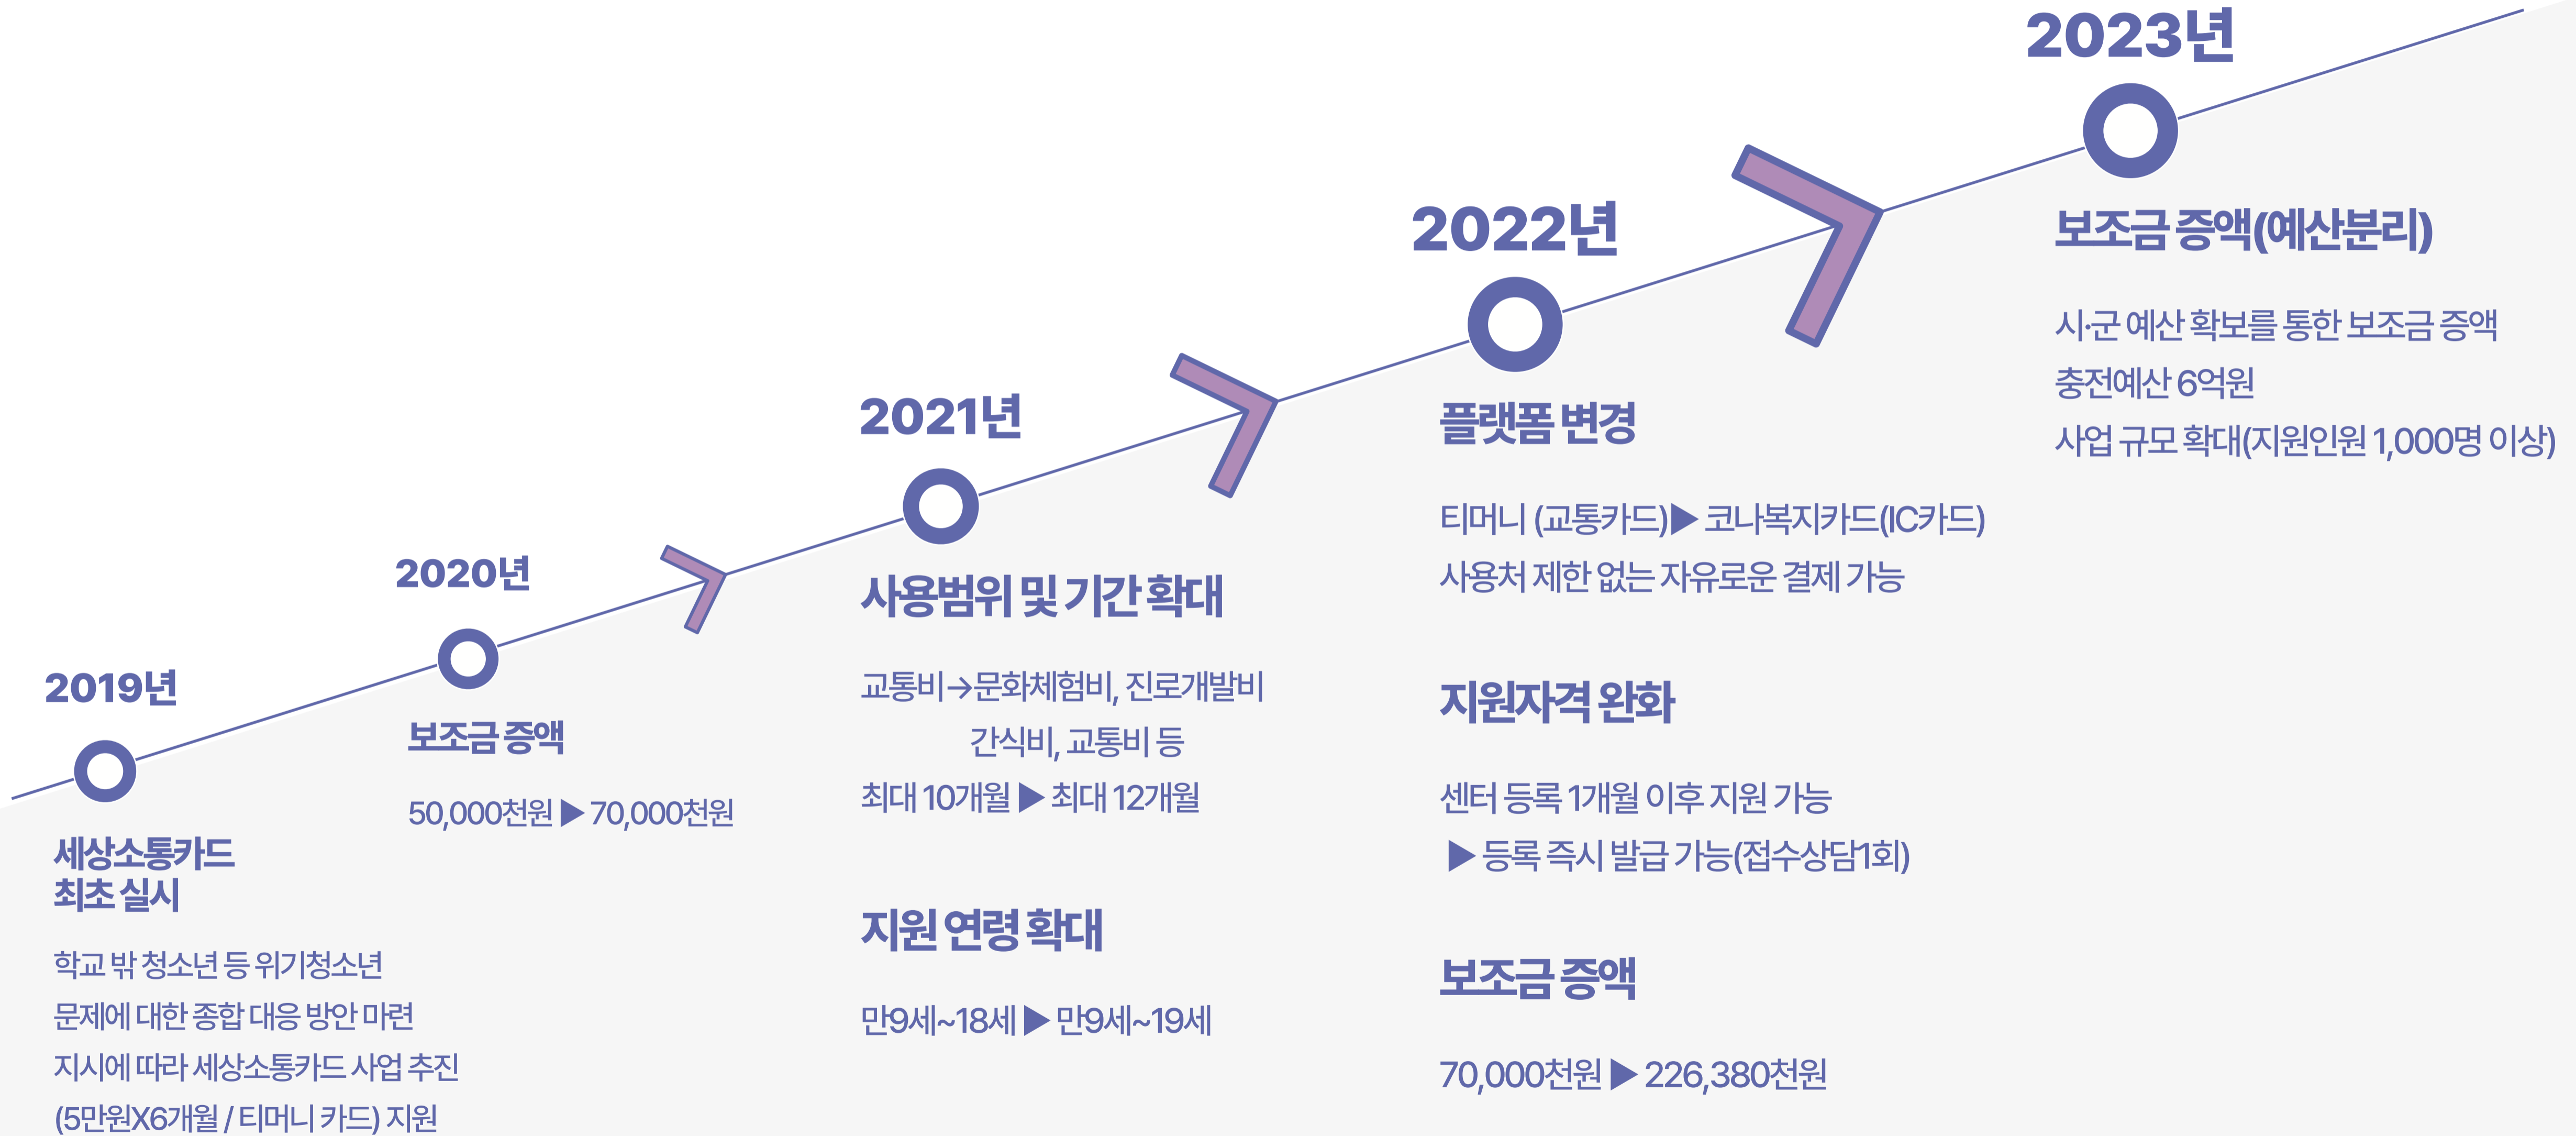 2019년
세상소통카드
최초 실시
학교 밖 청소년 등 위기청소년
문제에 대한 종합 대응 방안 마련
지시에 따라 세상소통카드 사업 추진
(5만원X6개월 / 티머니 카드) 지원
2020년
보조금 증액
50,000천원 ▶ 70,000천원
2021년
사용범위 및 기간 확대
교통비→문화체험비, 진로개발비
간식비, 교통비 등
최대 10개월 ▶ 최대 12개월
지원 연령 확대
만9세~18세 ▶ 만9세~19세
2022년
플랫폼 변경
티머니 (교통카드)▶ 코나복지카드(IC카드)
사용처 제한 없는 자유로운 결제 가능
지원자격 완화
센터 등록 1개월 이후 지원 가능
▶ 등록 즉시 발급 가능(접수상담1회)
보조금 증액
70,000천원 ▶ 226,380천원
2023년
보조금 증액(예산분리)
시·군 예산 확보를 통한 보조금 증액
충전예산 6억원
사업 규모 확대(지원인원 1,000명 이상)